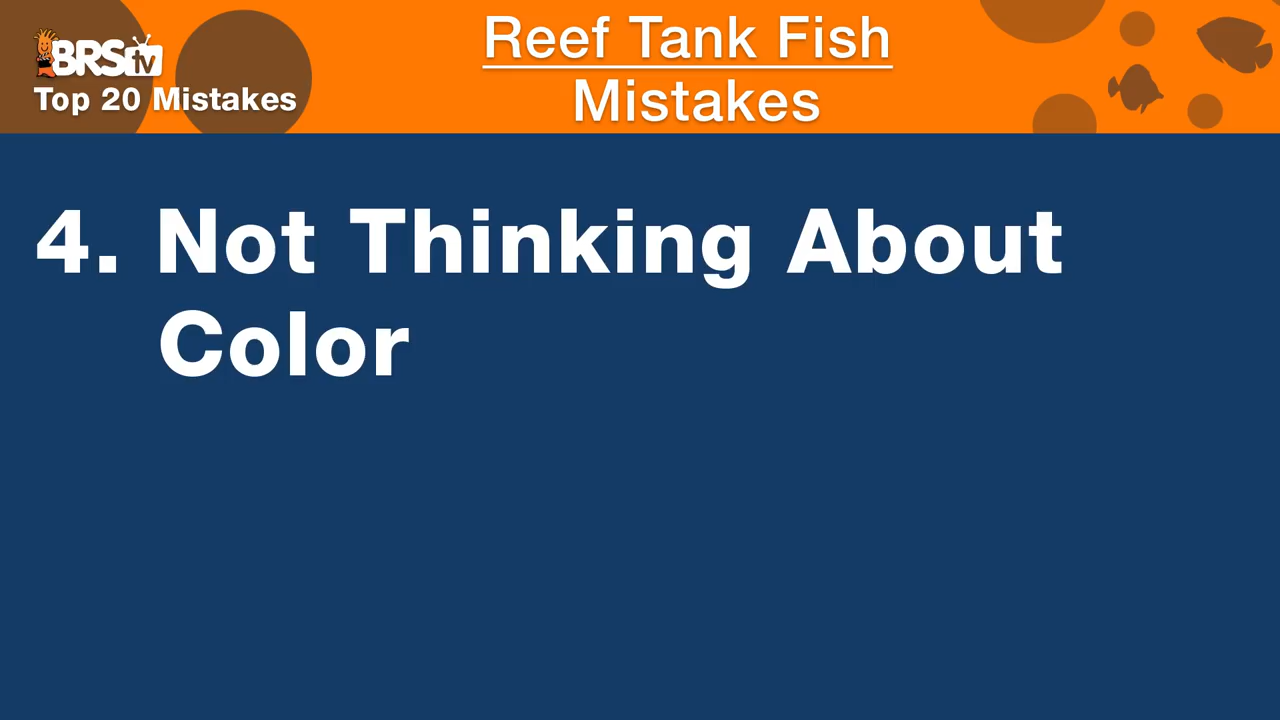 BRStv
Top 20 Mistakes
Reef Tank Fish
Mistakes
4. Not Thinking About
Color